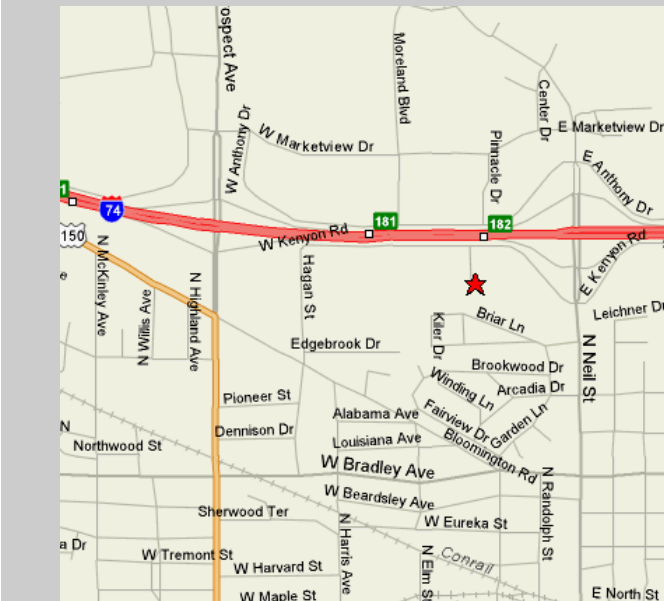 ospect Ave
Moreland Blvd
Center Dr
E Marketview Dr
W Marketview Dr
W Anthony Dr
Pinnacle Dr
E Anthony Dr
1
74
181
182
150
W Kenyon Rd
E Kenyon Rd
N McKinley Ave
N Willis Ave
N Highland Ave
Hagan St
e
Kiler Dr
Briar Ln
Leichner Dr
Edgebrook Dr
N Neil St
Brookwood Dr
Winding Ln
Arcadia Dr
Pioneer St
Alabama Ave
Fairview Dr
Garden Ln
N
Dennison Dr
Northwood St
Louisiana Ave
Bloomington Rd
W Bradley Ave
N Randolph St
W Beardsley Ave
Sherwood Ter
W Eureka St
a Dr
W Tremont St
N Harris Ave
N Elm St
Conrail
W Harvard St
W Maple St
E North St